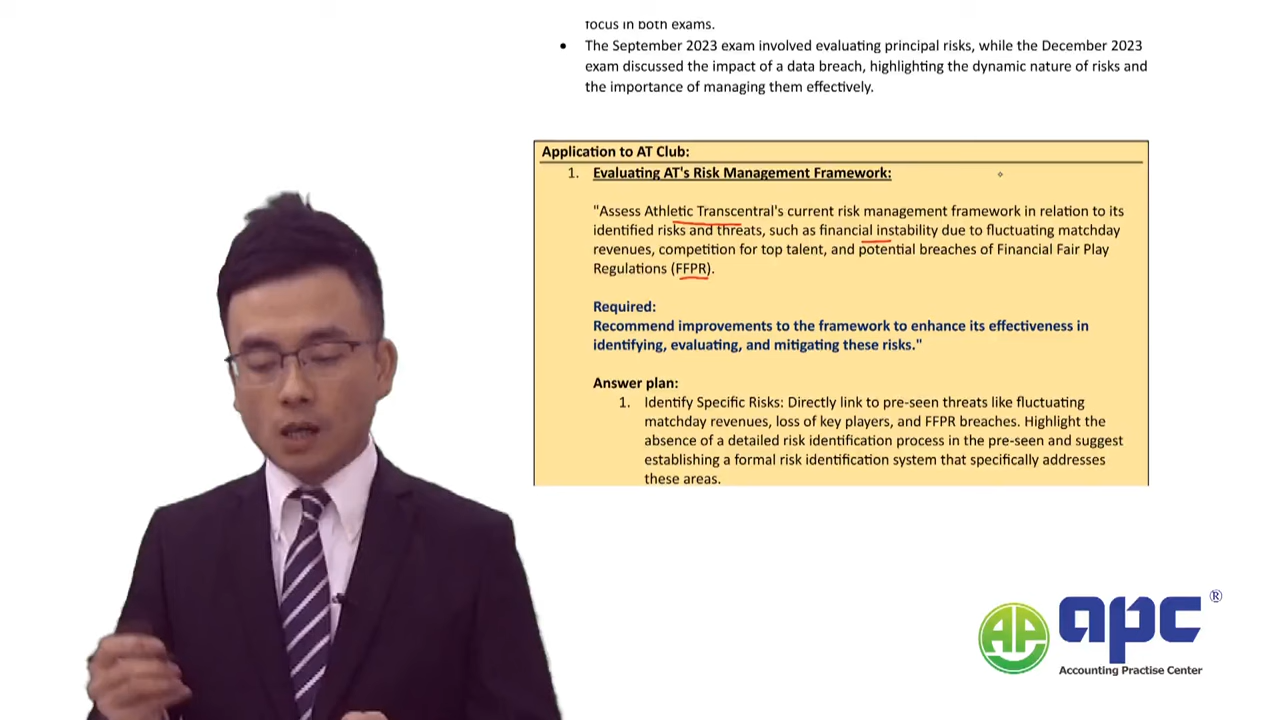 focus in both exams.
• The September 2023 exam involved evaluating principal risks, while the December 2023
exam discussed the impact of a data breach, highlighting the dynamic nature of risks and
the importance of managing them effectively.
Application to AT Club:
1. Evaluating AT's Risk Management Framework:
"Assess Athletic Transcentral's current risk management framework in relation to its
identified risks and threats, such as financial instability due to fluctuating matchday
revenues, competition for top talent, and potential breaches of Financial Fair Play
Regulations (FFPR).
Required:
Recommend improvements to the framework to enhance its effectiveness in
identifying, evaluating, and mitigating these risks."
Answer plan:
1. Identify Specific Risks: Directly link to pre-seen threats like fluctuating
matchday revenues, loss of key players, and FFPR breaches. Highlight the
absence of a detailed risk identification process in the pre-seen and suggest
establishing a formal risk identification system that specifically addresses
these areas.
AP apc ®
Accounting Practise Center